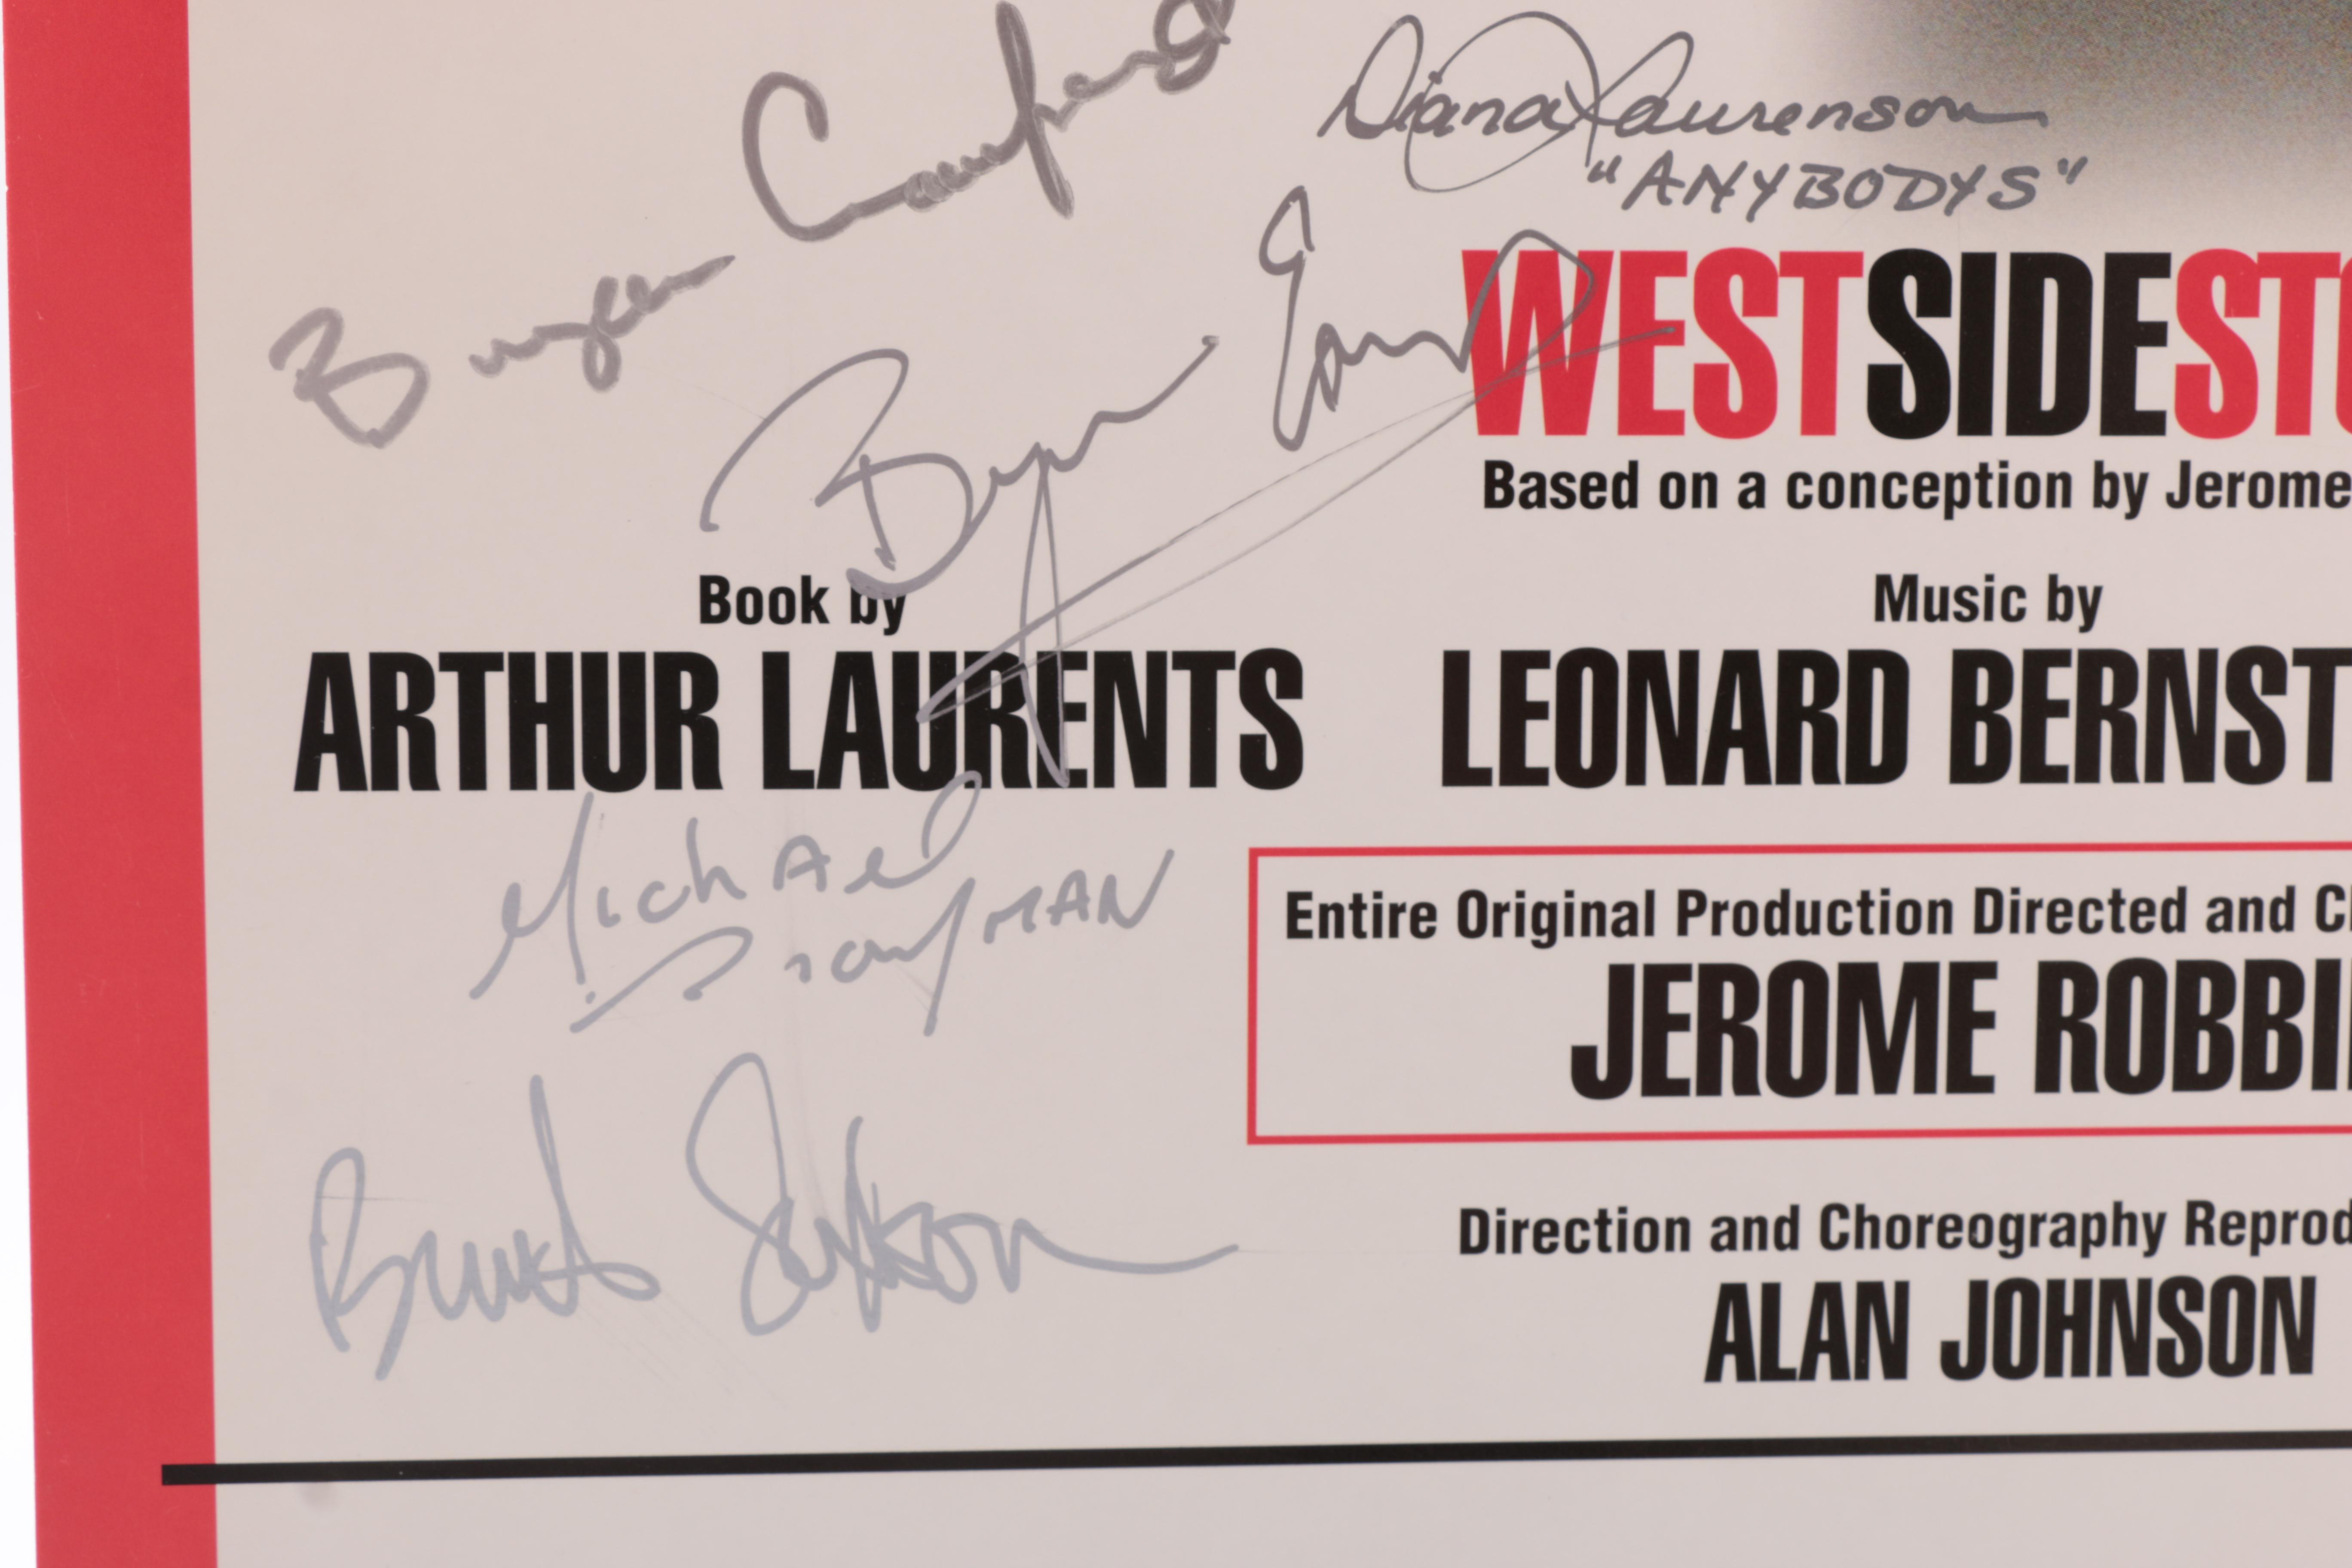 Diana Laurenson
"ANYBODYS"
WESTSIDESTO
Based on a conception by Jerome
Book by
ARTHUR LAURENTS
Music by
LEONARD BERNST
Michael
Entire Original Production Directed and C
JEROME ROBBI
Direction and Choreography Reprod
ALAN JOHNSON